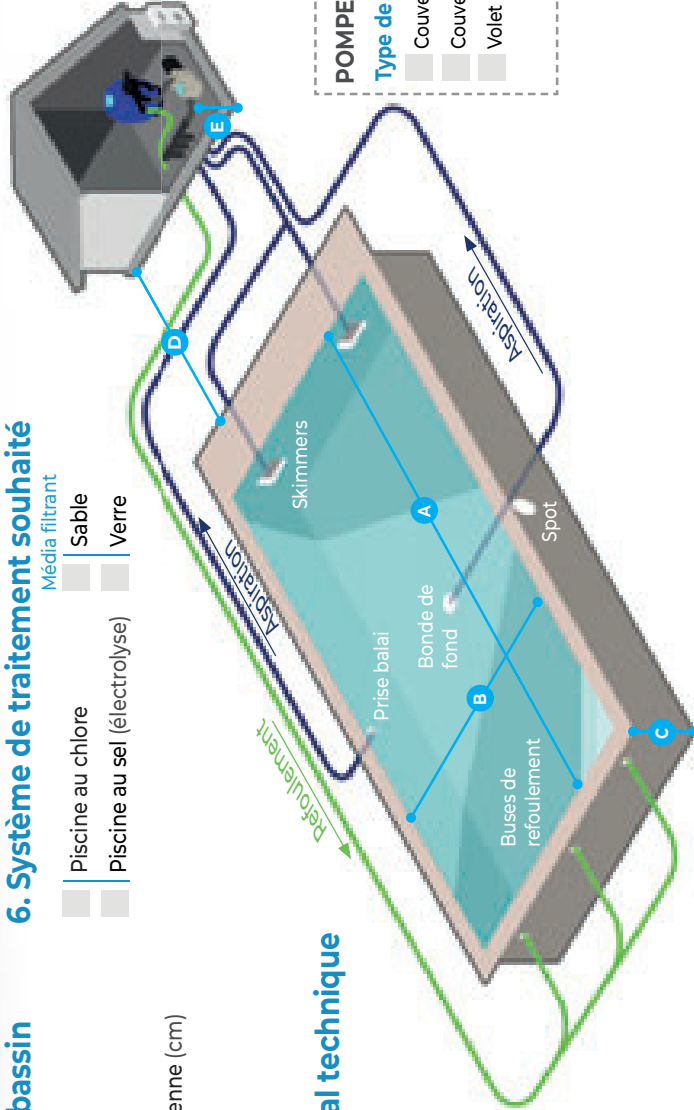 bassin
enne (cm)
al technique
6. Système de traitement souhaité
Piscine au chlore
Piscine au sel (électrolyse)
Média filtrant
Sable
Verre
Refoulement
Aspiration
Prise balai
Skimmers
Bonde de
fond
Buses de
refoulement
Spot
Aspiration
A
B
C
D
E
POMPE
Type de
Couve
Couve
Volet